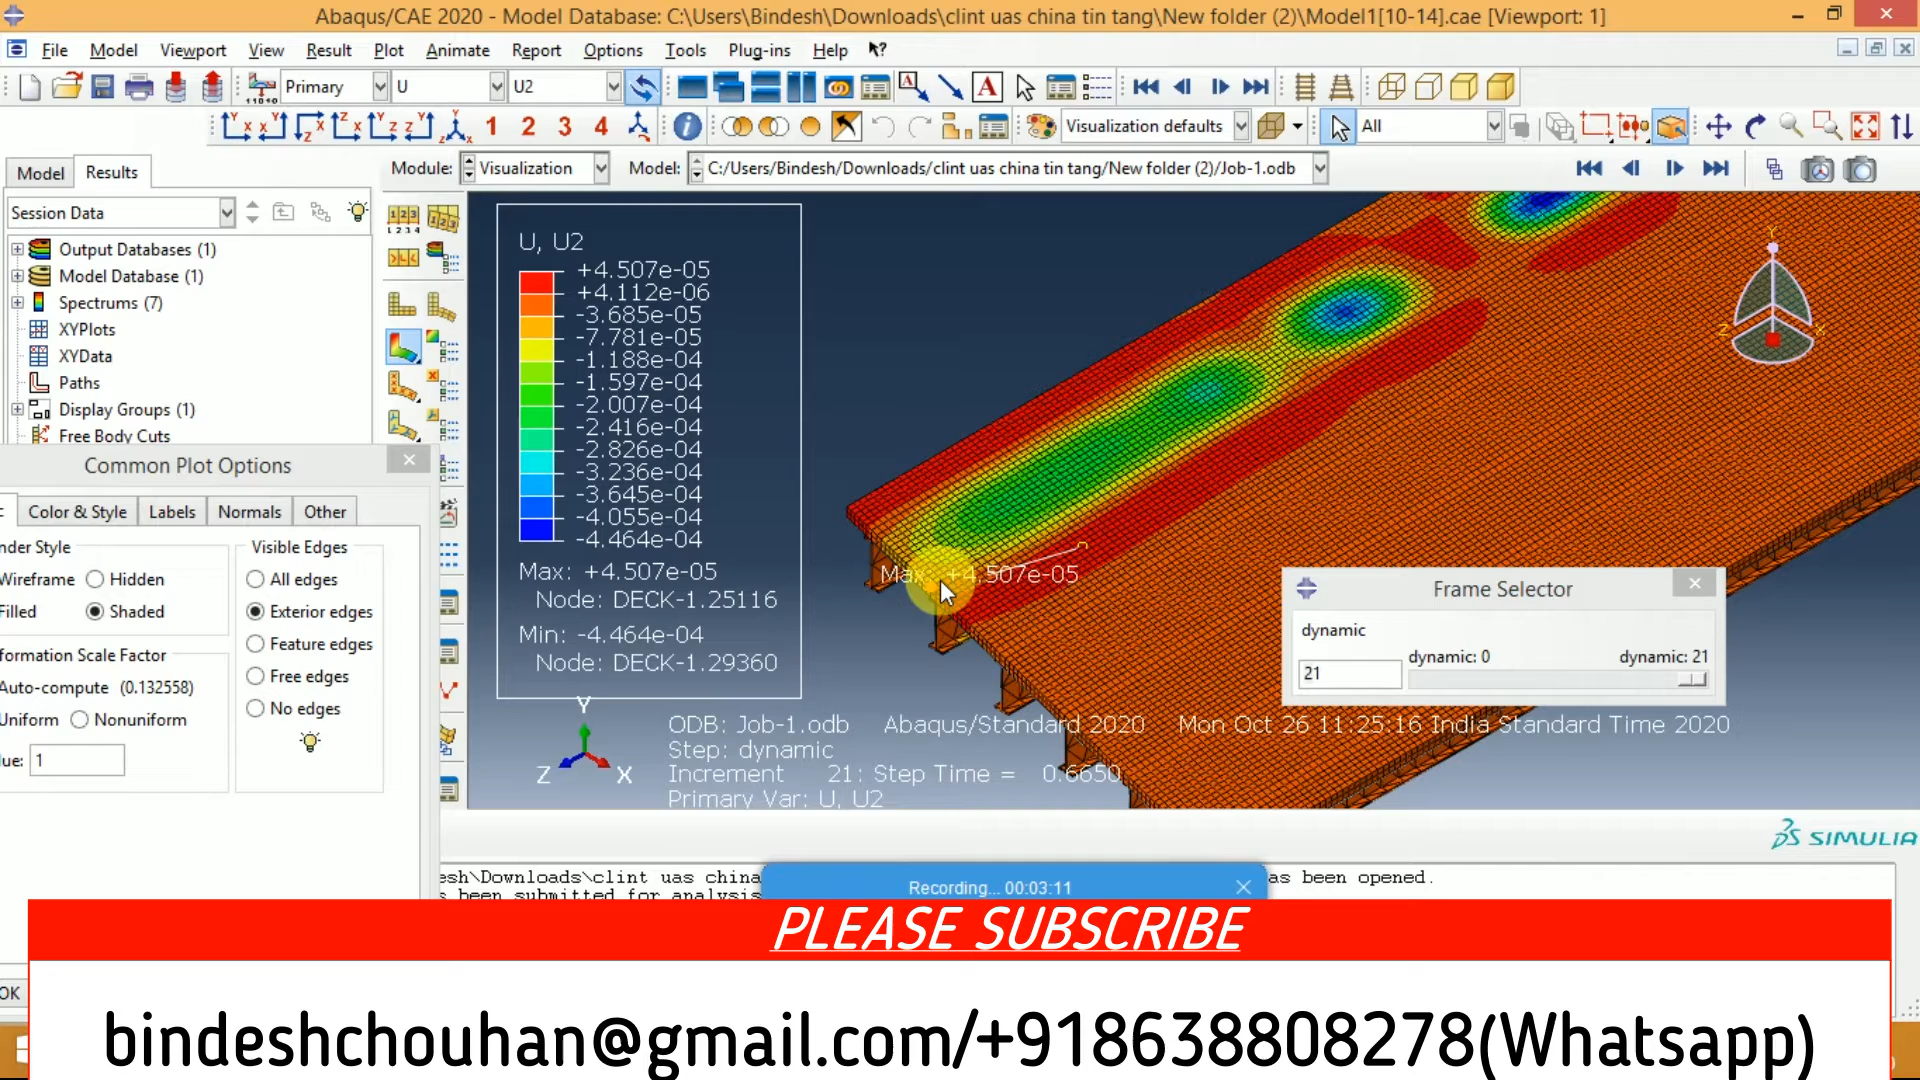 Abaqus/CAE 2020 - Model Database: C:\Users\Bindesh\Downloads\clint uas china tin tang\New folder (2)\Model1[10-14].cae [Viewport: 1]
File Model Viewport View Result Plot Animate Report Options Tools Plug-ins Help
Primary U U2
1 2 3 4 Visualization defaults All
Model Results
Module: Visualization Model: C:/Users/Bindesh/Downloads/clint uas china tin tang/New folder (2)/Job-1.odb
Session Data
Output Databases (1)
Model Database (1)
Spectrums (7)
XYPlots
XYData
Paths
Display Groups (1)
Free Body Cuts
Common Plot Options
Color & Style Labels Normals Other
nder Style
Visible Edges
Wireframe Hidden
All edges
Filled Shaded
Exterior edges
Feature edges
formation Scale Factor
Free edges
Auto-compute (0.132558)
No edges
Uniform Nonuniform
ue: 1
OK
U, U2
+4.507e-05
+4.112e-06
-3.685e-05
-7.781e-05
-1.188e-04
-1.597e-04
-2.007e-04
-2.416e-04
-2.826e-04
-3.236e-04
-3.645e-04
-4.055e-04
-4.464e-04
Max: +4.507e-05
Node: DECK-1.25116
Min: -4.464e-04
Node: DECK-1.29360
Max: +4.507e-05
Y
Z X
Y
Z X
Frame Selector
dynamic
21
dynamic: 0 dynamic: 21
ODB: Job-1.odb Abaqus/Standard 2020 Mon Oct 26 11:25:16 India Standard Time 2020
Step: dynamic
Increment 21: Step Time = 0.6650
Primary Var: U, U2
SIMULIA
esh\Downloads\clint uas china as been opened.
s been submitted for analysis
Recording... 00:03:11
PLEASE SUBSCRIBE
bindeshchouhan@gmail.com/+918638808278(Whatsapp)